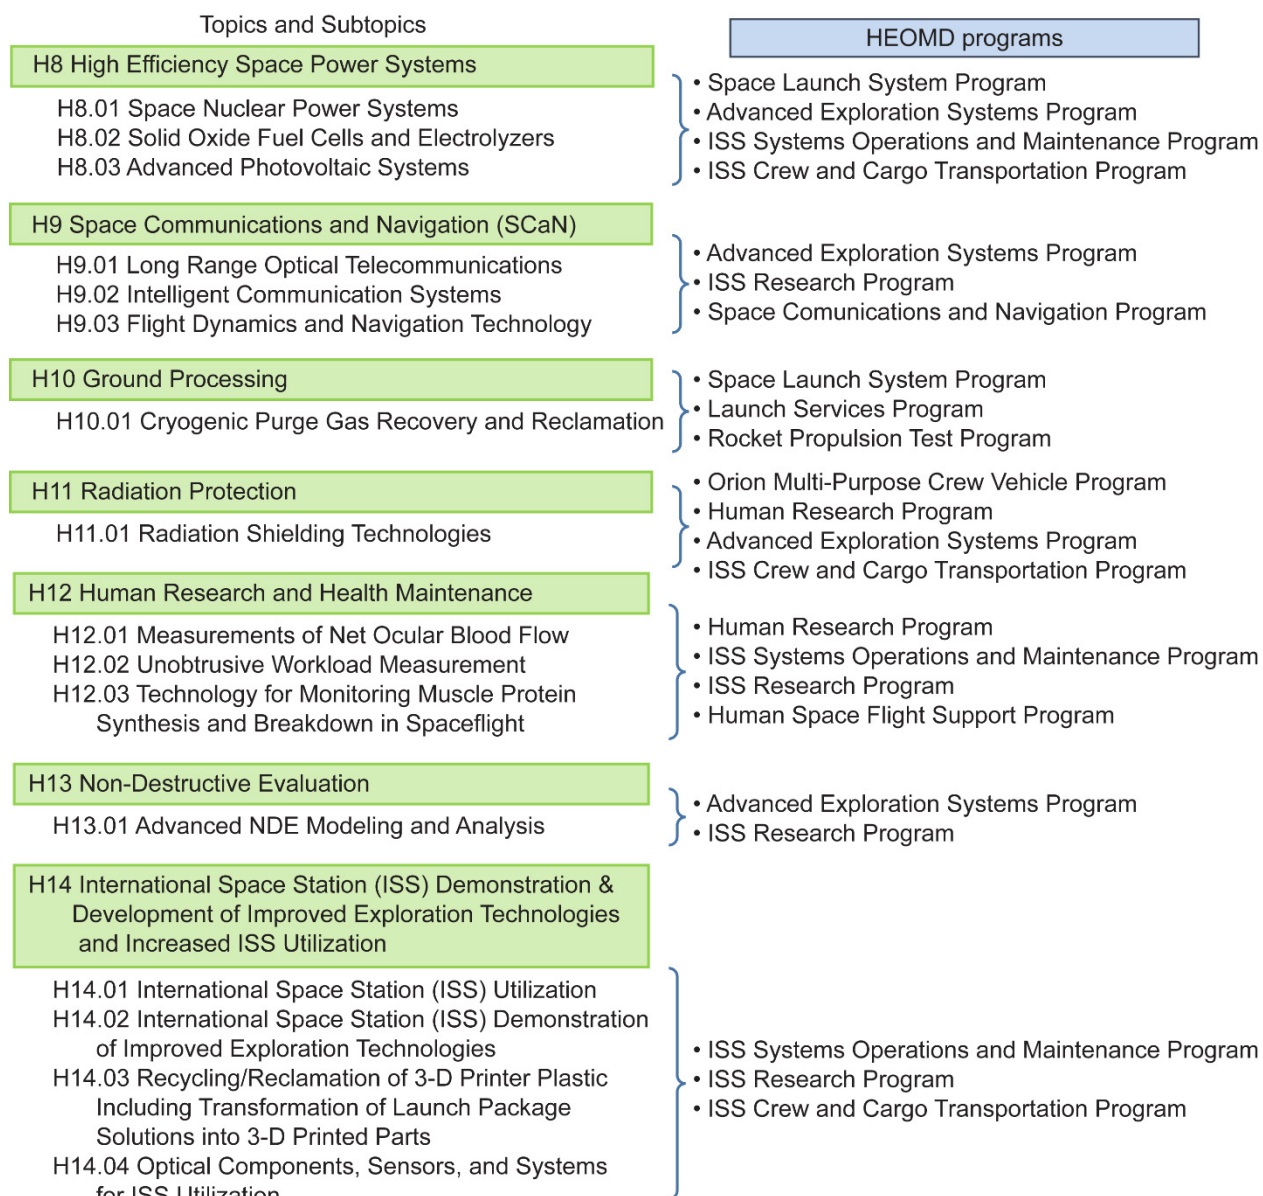 Topics and Subtopics
HEOMD programs
H8 High Efficiency Space Power Systems
H8.01 Space Nuclear Power Systems
H8.02 Solid Oxide Fuel Cells and Electrolyzers
H8.03 Advanced Photovoltaic Systems
• Space Launch System Program
• Advanced Exploration Systems Program
• ISS Systems Operations and Maintenance Program
• ISS Crew and Cargo Transportation Program
H9 Space Communications and Navigation (SCaN)
H9.01 Long Range Optical Telecommunications
H9.02 Intelligent Communication Systems
H9.03 Flight Dynamics and Navigation Technology
• Advanced Exploration Systems Program
• ISS Research Program
• Space Comunications and Navigation Program
H10 Ground Processing
H10.01 Cryogenic Purge Gas Recovery and Reclamation
• Space Launch System Program
• Launch Services Program
• Rocket Propulsion Test Program
H11 Radiation Protection
H11.01 Radiation Shielding Technologies
• Orion Multi-Purpose Crew Vehicle Program
• Human Research Program
• Advanced Exploration Systems Program
• ISS Crew and Cargo Transportation Program
H12 Human Research and Health Maintenance
H12.01 Measurements of Net Ocular Blood Flow
H12.02 Unobtrusive Workload Measurement
H12.03 Technology for Monitoring Muscle Protein
Synthesis and Breakdown in Spaceflight
• Human Research Program
• ISS Systems Operations and Maintenance Program
• ISS Research Program
• Human Space Flight Support Program
H13 Non-Destructive Evaluation
H13.01 Advanced NDE Modeling and Analysis
• Advanced Exploration Systems Program
• ISS Research Program
H14 International Space Station (ISS) Demonstration &
Development of Improved Exploration Technologies
and Increased ISS Utilization
H14.01 International Space Station (ISS) Utilization
H14.02 International Space Station (ISS) Demonstration
of Improved Exploration Technologies
H14.03 Recycling/Reclamation of 3-D Printer Plastic
Including Transformation of Launch Package
Solutions into 3-D Printed Parts
H14.04 Optical Components, Sensors, and Systems
for ISS Utilization
• ISS Systems Operations and Maintenance Program
• ISS Research Program
• ISS Crew and Cargo Transportation Program